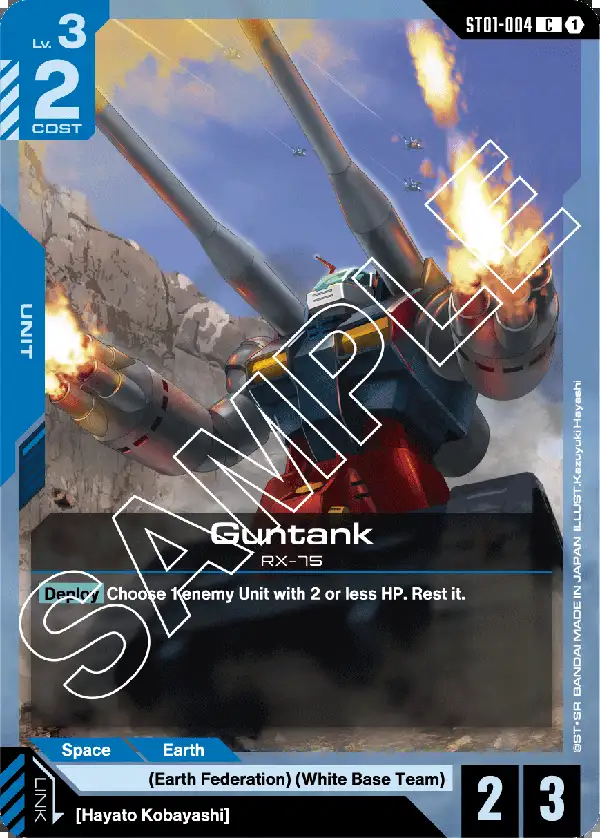 ST01-004 C 1
Lv. 3
2
COST
UNIT
SAMPLE
Guntank
RX-75
Deploy Choose 1 enemy Unit with 2 or less HP. Rest it.
Space Earth
(Earth Federation) (White Base Team)
LINK
[Hayato Kobayashi]
2 3
©ST・SR BANDAI MADE IN JAPAN ILLUST:Kazuyuki Hayashi